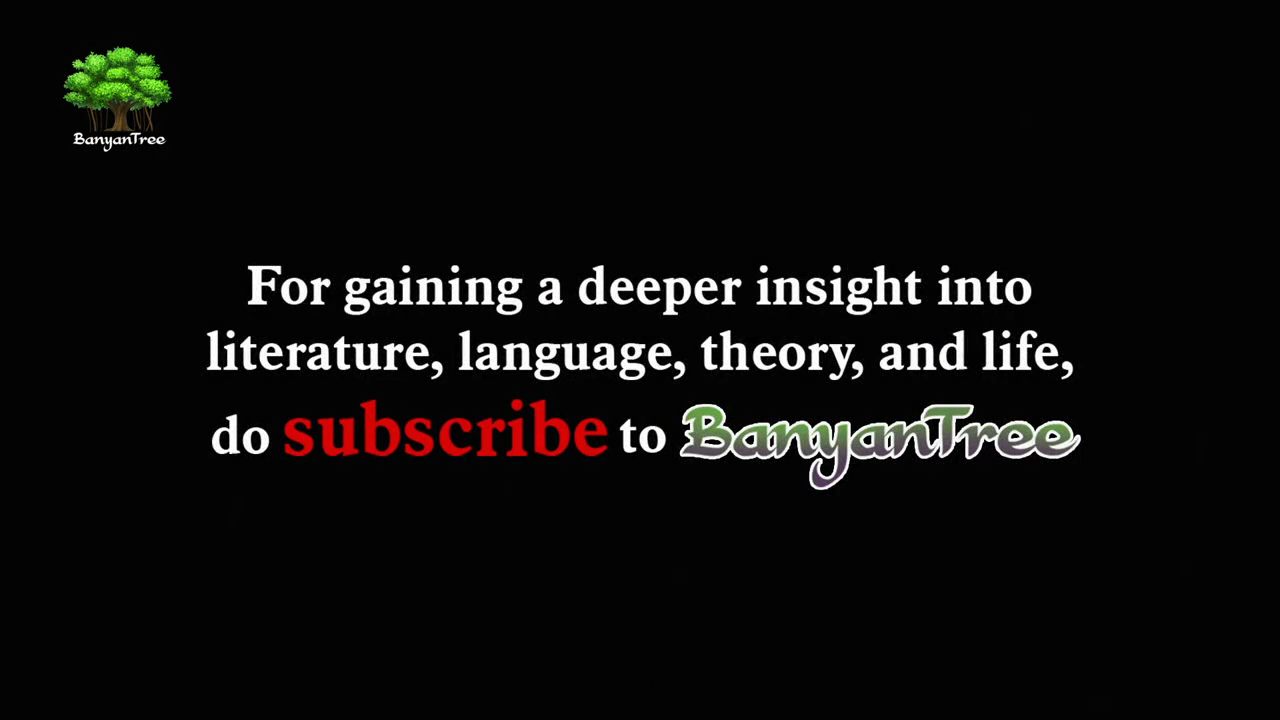 BanyanTree
For gaining a deeper insight into
literature, language, theory, and life,
do subscribe to BanyanTree